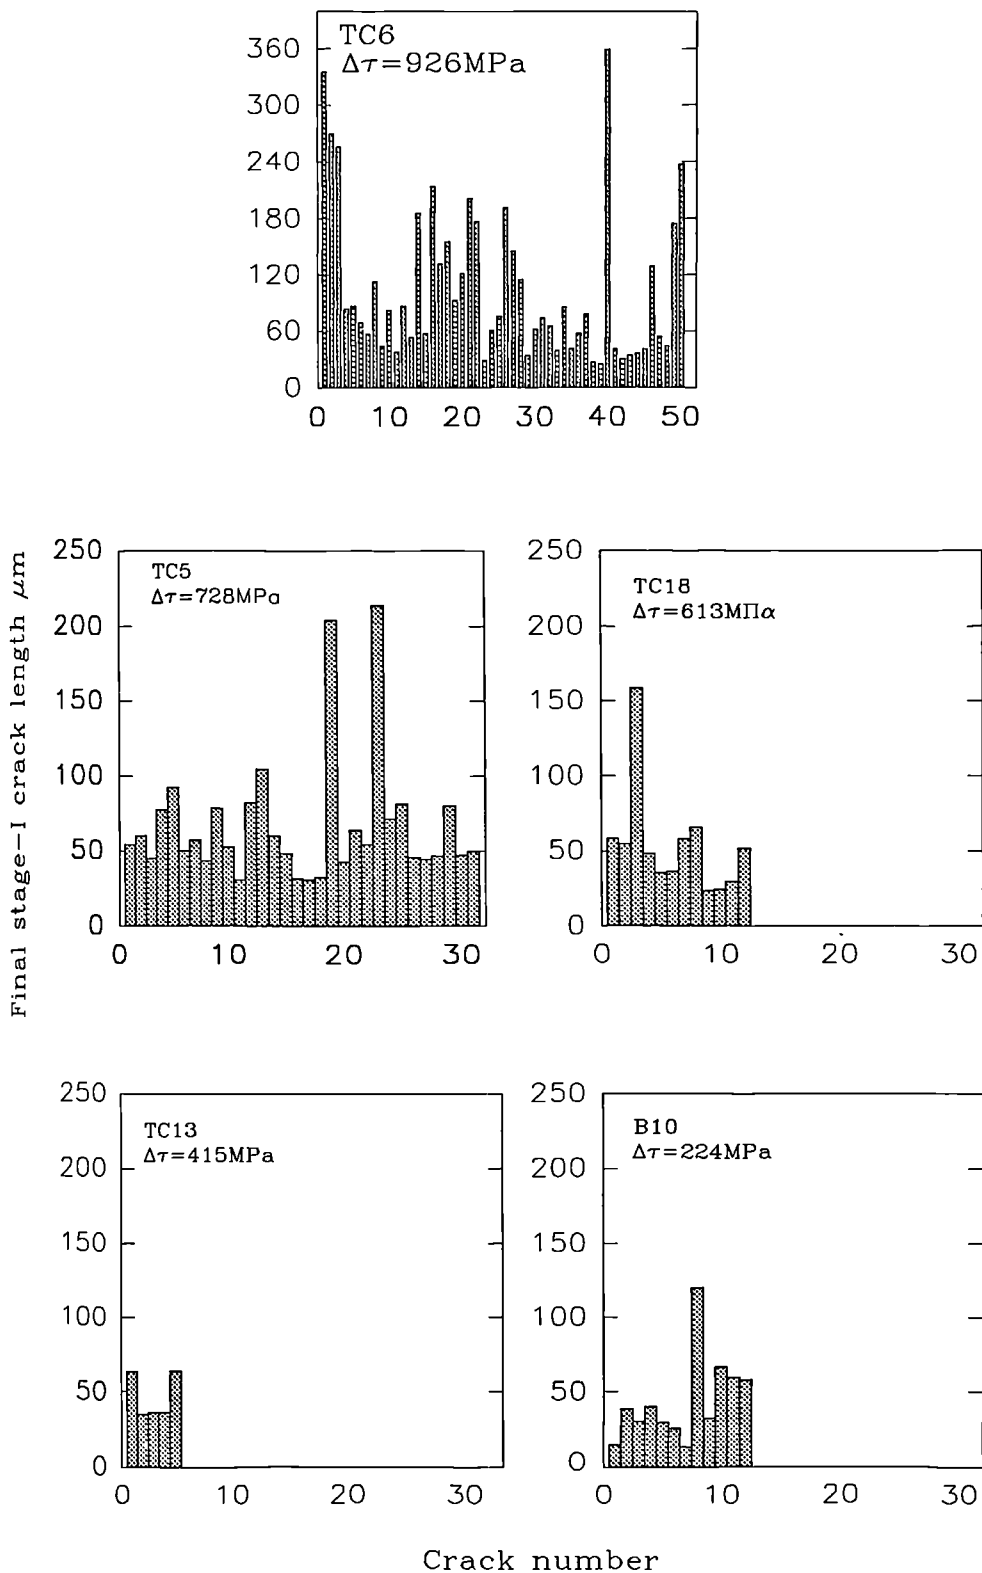 TC6
Δτ=926MPa
360
300
240
180
120
60
0
0 10 20 30 40 50
Final stage-I crack length μm
TC5
Δτ=728MPa
250
200
150
100
50
0
0 10 20 30
TC18
Δτ=613MΠα
250
200
150
100
50
0
0 10 20 30
TC13
Δτ=415MPa
250
200
150
100
50
0
0 10 20 30
B10
Δτ=224MPa
250
200
150
100
50
0
0 10 20 30
Crack number